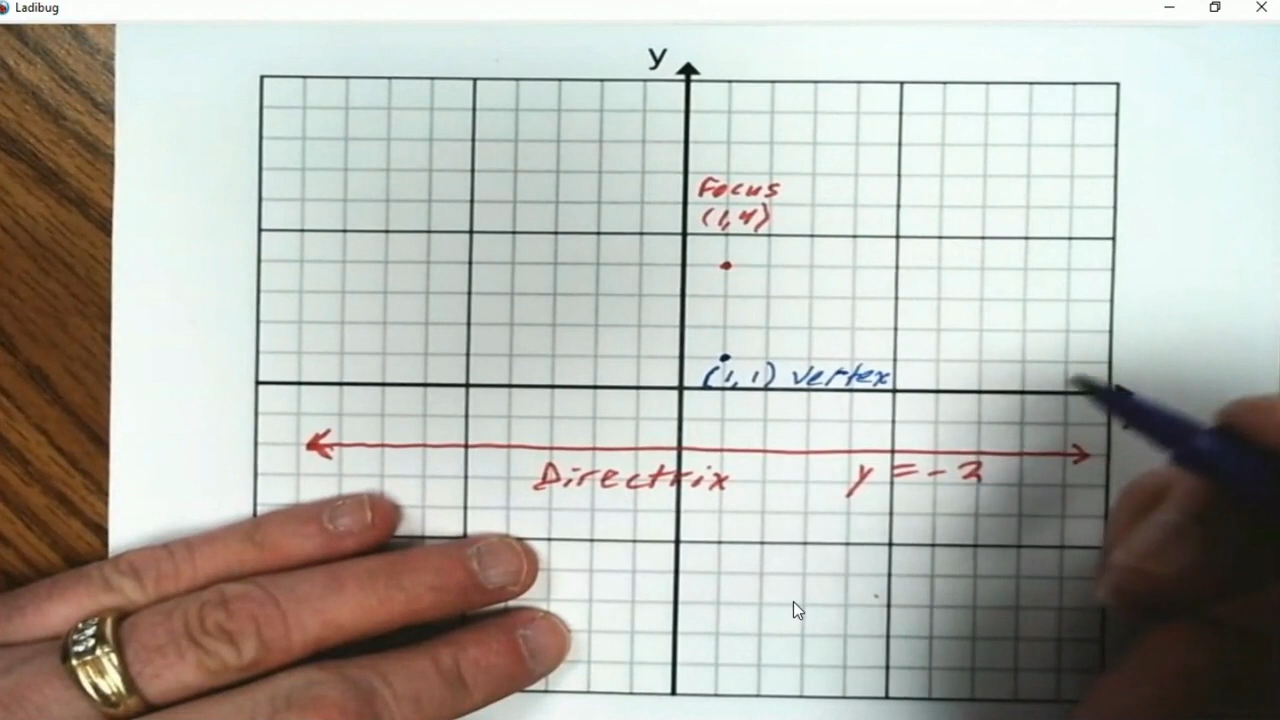 Ladibug
y
Focus
(1,4)
(1,1) vertex
Directrix
y = -2